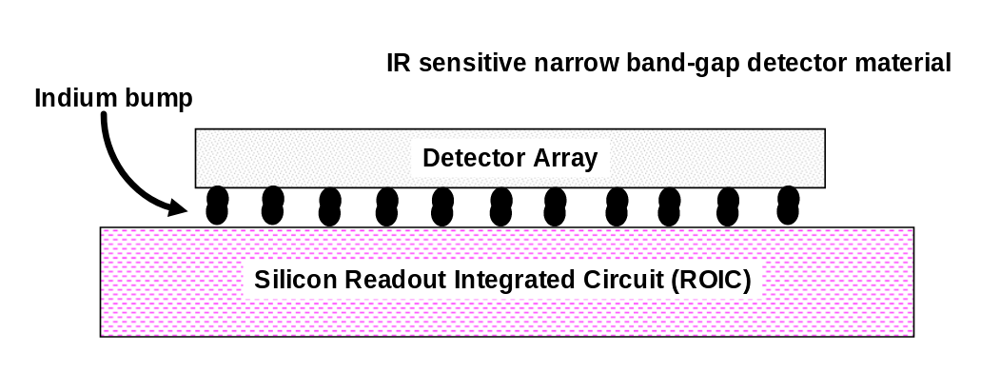 IR sensitive narrow band-gap detector material
Indium bump
Detector Array
Silicon Readout Integrated Circuit (ROIC)